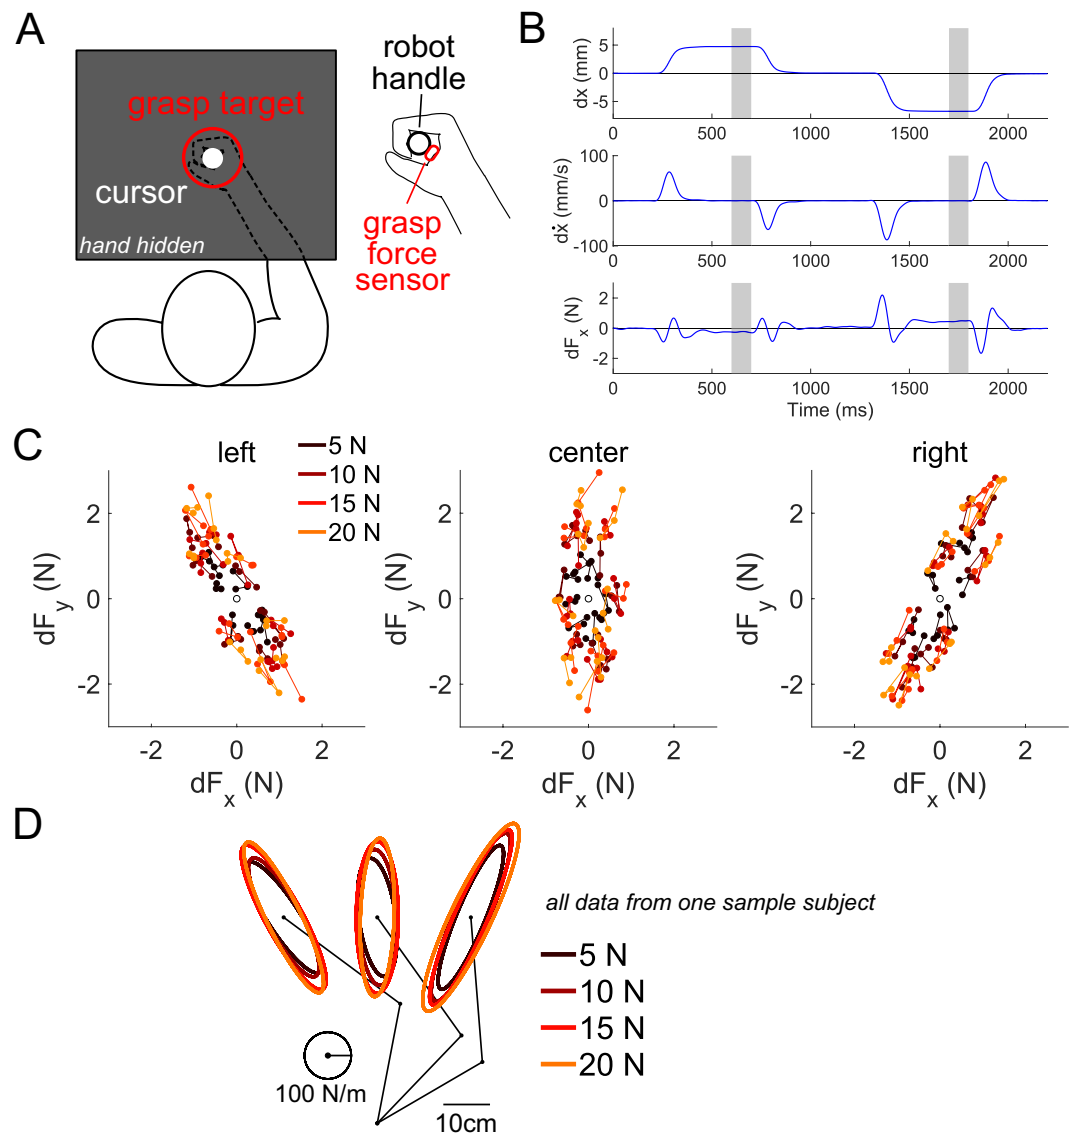 A
grasp target
cursor
hand hidden
robot
handle
grasp
force
sensor
B
dx (mm)
5
0
-5
0 500 1000 1500 2000
dẋ (mm/s)
100
0
-100
0 500 1000 1500 2000
dFx (N)
2
0
-2
0 500 1000 1500 2000
Time (ms)
C
left
5 N
10 N
15 N
20 N
dFy (N)
2
0
-2
-2 0 2
dFx (N)
center
dFy (N)
2
0
-2
-2 0 2
dFx (N)
right
dFy (N)
2
0
-2
-2 0 2
dFx (N)
D
100 N/m
10cm
all data from one sample subject
5 N
10 N
15 N
20 N